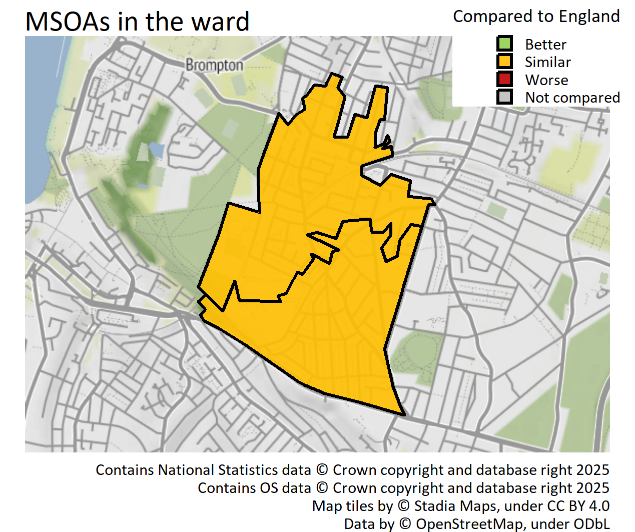 MSOAs in the ward
Compared to England
Better
Similar
Worse
Not compared
Brompton
Contains National Statistics data © Crown copyright and database right 2025
Contains OS data © Crown copyright and database right 2025
Map tiles by © Stadia Maps, under CC BY 4.0
Data by © OpenStreetMap, under ODbL